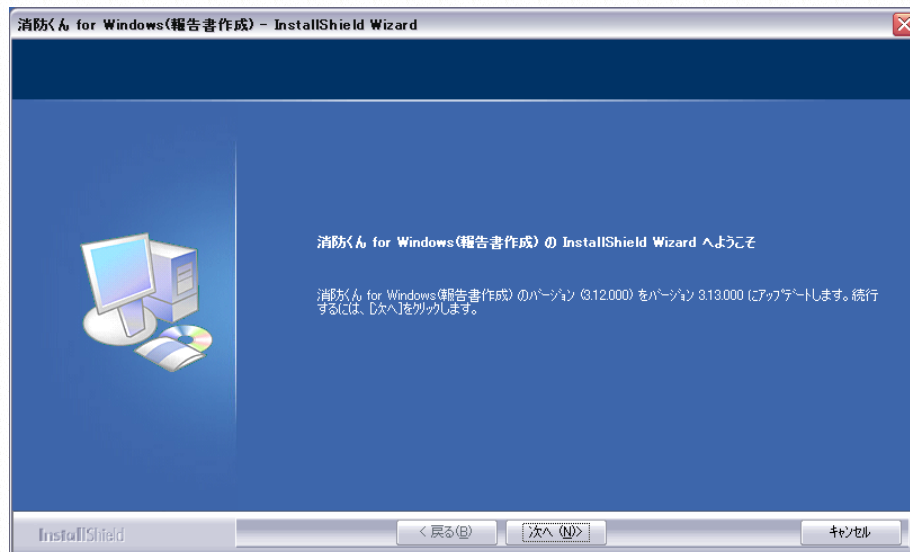 消防くん for Windows(報告書作成) - InstallShield Wizard
消防くん for Windows(報告書作成) の InstallShield Wizard へようこそ
消防くん for Windows(報告書作成) のバージョン (3.12.000) をバージョン 3.13.000 にアップデートします。続行
するには、[次へ]をクリックします。
InstallShield
< 戻る(B)
次へ (N)>
キャンセル